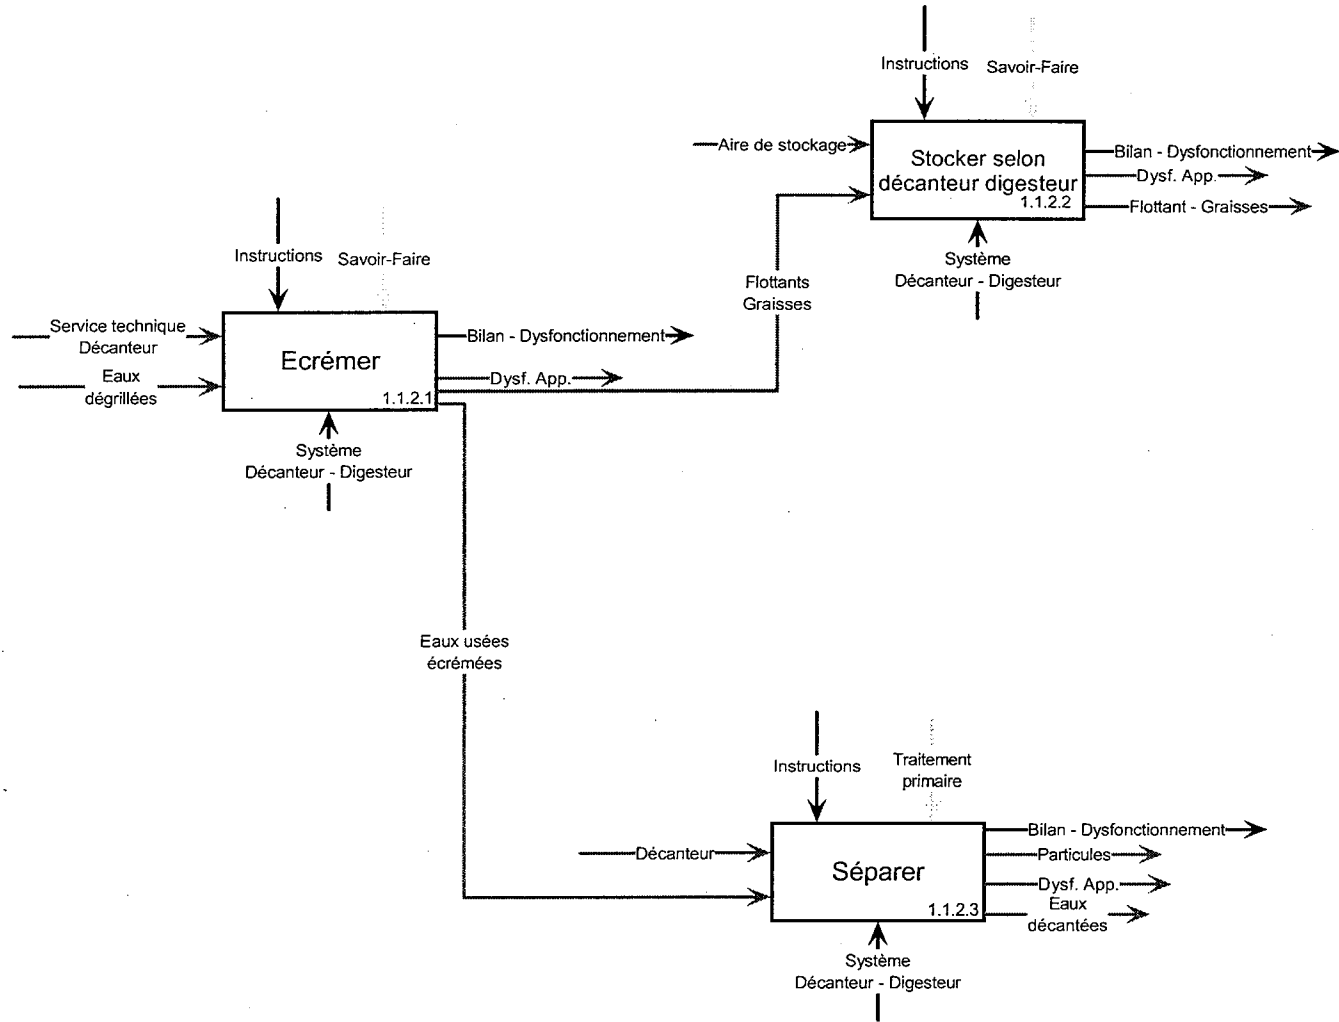 Instructions
Savoir-Faire
Aire de stockage
Stocker selon
décanteur digesteur
1.1.2.2
Bilan - Dysfonctionnement
Dysf. App.
Flottant - Graisses
Système
Décanteur - Digesteur
Instructions
Savoir-Faire
Flottants
Graisses
Service technique
Décanteur
Eaux
dégrillées
Ecrémer
1.1.2.1
Bilan - Dysfonctionnement
Dysf. App.
Système
Décanteur - Digesteur
Eaux usées
écrémées
Instructions
Traitement
primaire
Décanteur
Séparer
1.1.2.3
Bilan - Dysfonctionnement
Particules
Dysf. App.
Eaux
décantées
Système
Décanteur - Digesteur